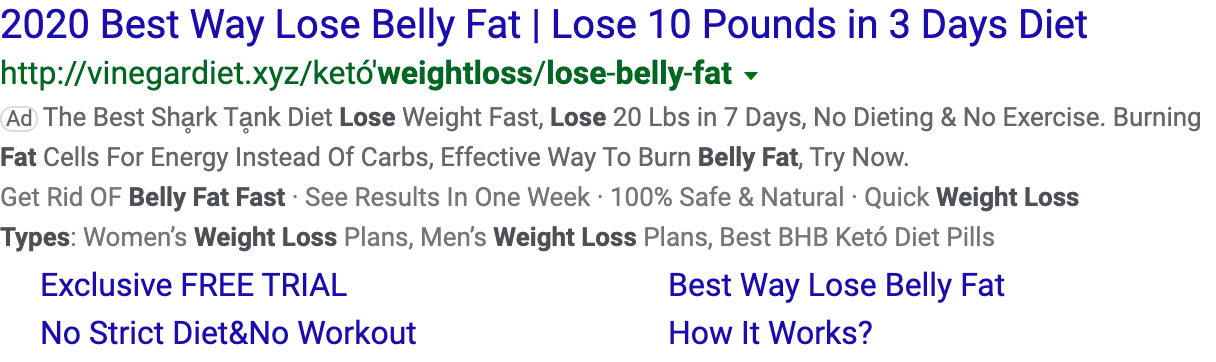 2020 Best Way Lose Belly Fat | Lose 10 Pounds in 3 Days Diet
http://vinegardiet.xyz/ketó'weightloss/lose-belly-fat
Ad The Best Shḁrk Tḁnk Diet Lose Weight Fast, Lose 20 Lbs in 7 Days, No Dieting & No Exercise. Burning
Fat Cells For Energy Instead Of Carbs, Effective Way To Burn Belly Fat, Try Now.
Get Rid OF Belly Fat Fast · See Results In One Week · 100% Safe & Natural · Quick Weight Loss
Types: Women’s Weight Loss Plans, Men’s Weight Loss Plans, Best BHB Ketó Diet Pills
Exclusive FREE TRIAL Best Way Lose Belly Fat
No Strict Diet&No Workout How It Works?